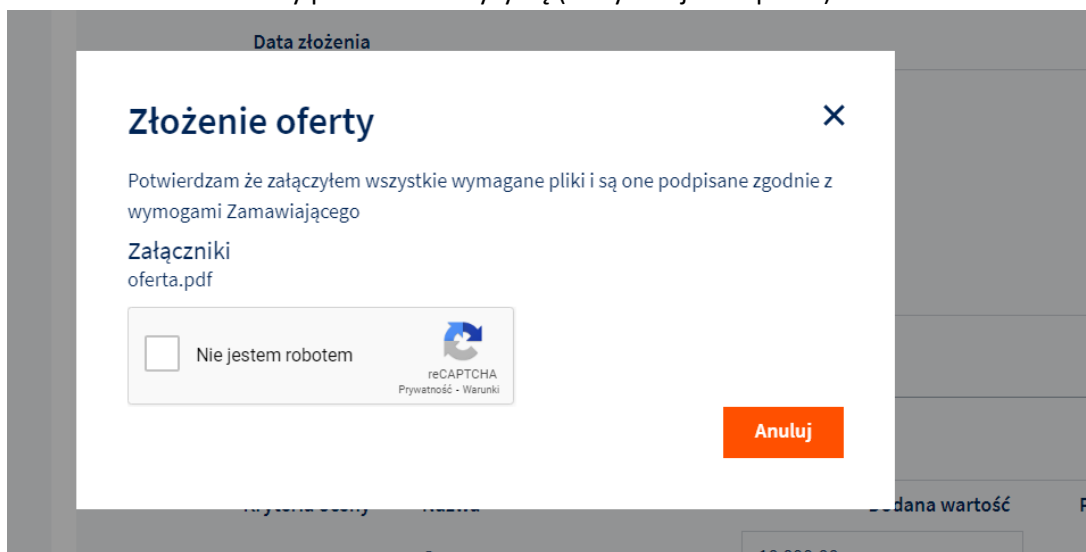 Data złożenia
Złożenie oferty
Potwierdzam że załączyłem wszystkie wymagane pliki i są one podpisane zgodnie z
wymogami Zamawiającego
Załączniki
oferta.pdf
Nie jestem robotem
reCAPTCHA
Prywatność - Warunki
Anuluj
wartość